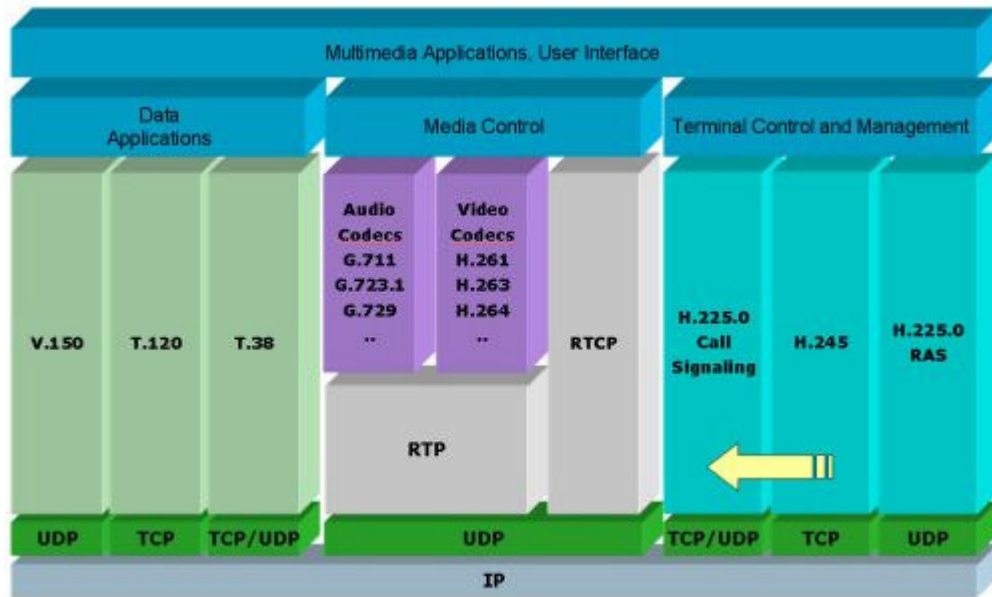 Multimedia Applications, User Interface
Data
Applications
Media Control
Terminal Control and Management
V.150
T.120
T.38
Audio
Codecs
G.711
G.723.1
G.729
..
Video
Codecs
H.261
H.263
H.264
..
RTP
RTCP
H.225.0
Call
Signaling
H.245
H.225.0
RAS
UDP
TCP
TCP/UDP
UDP
TCP/UDP
TCP
UDP
IP